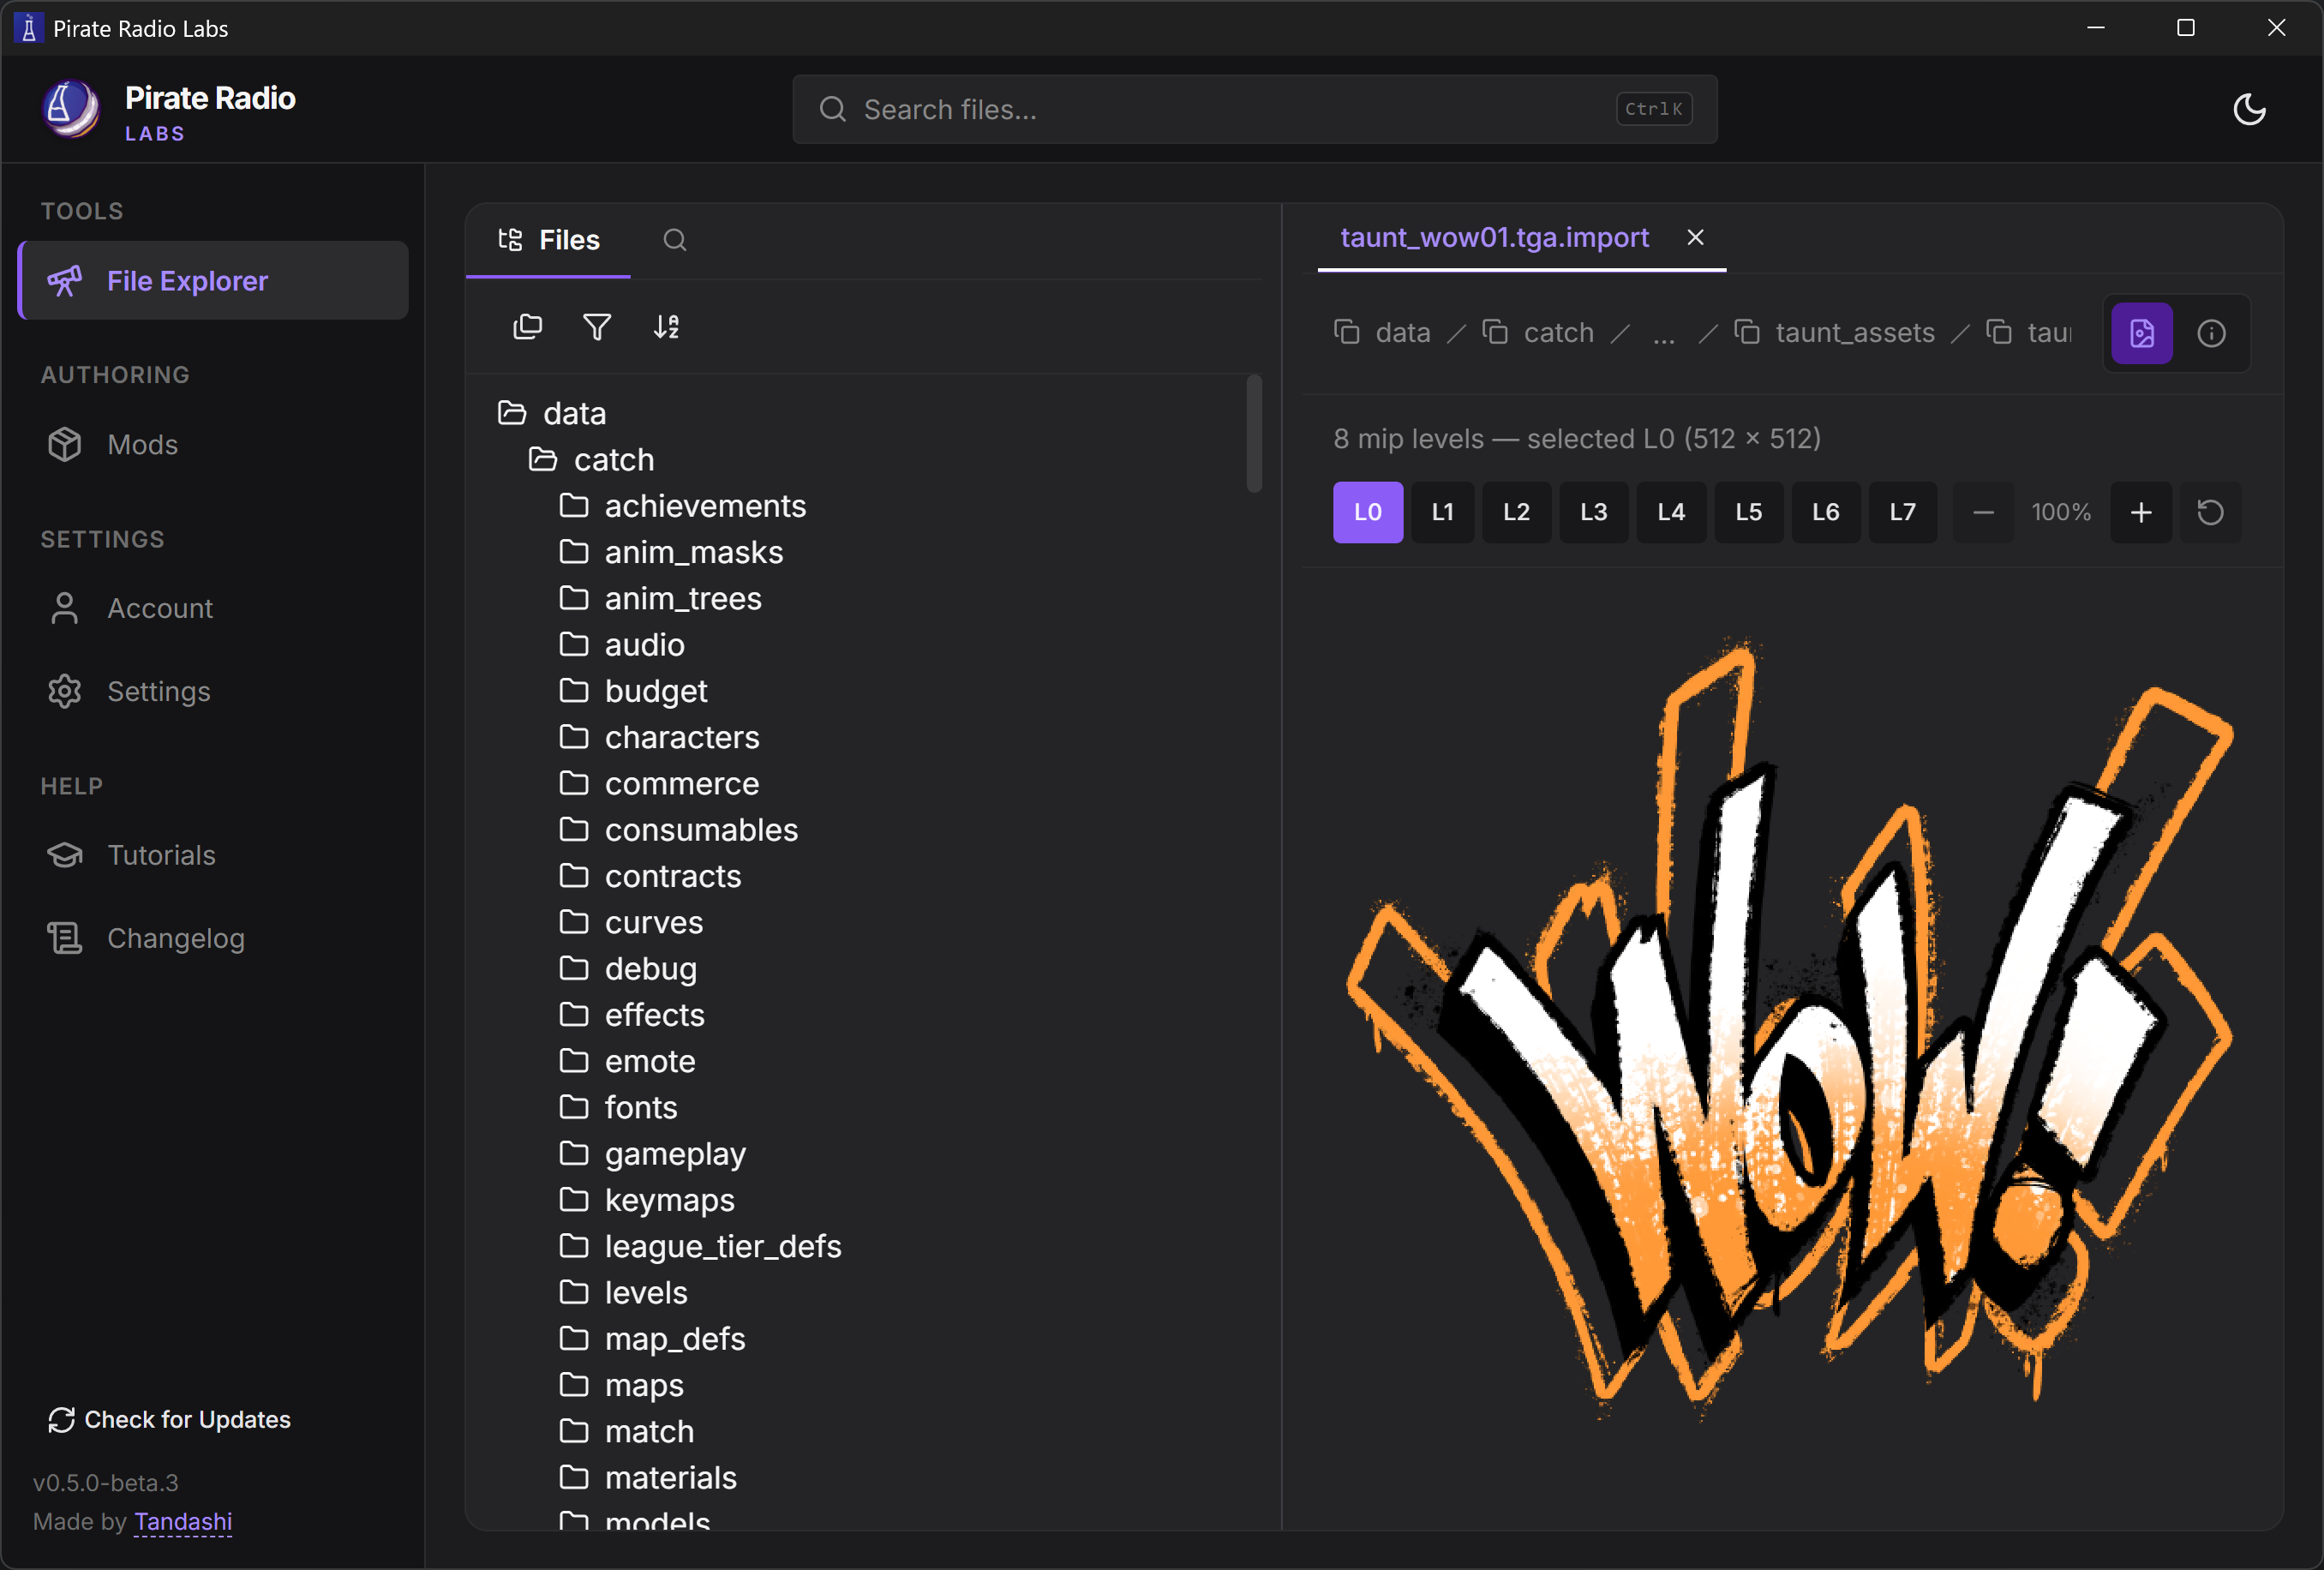 Pirate Radio Labs
Pirate Radio
LABS
Search files...
Ctrl K
TOOLS
File Explorer
AUTHORING
Mods
SETTINGS
Account
Settings
HELP
Tutorials
Changelog
Check for Updates
v0.5.0-beta.3
Made by Tandashi
Files
data
catch
achievements
anim_masks
anim_trees
audio
budget
characters
commerce
consumables
contracts
curves
debug
effects
emote
fonts
gameplay
keymaps
league_tier_defs
levels
map_defs
maps
match
materials
models
taunt_wow01.tga.import
data / catch / ... / taunt_assets /
8 mip levels — selected L0 (512 × 512)
L0 L1 L2 L3 L4 L5 L6 L7 — 100% +
WOW!